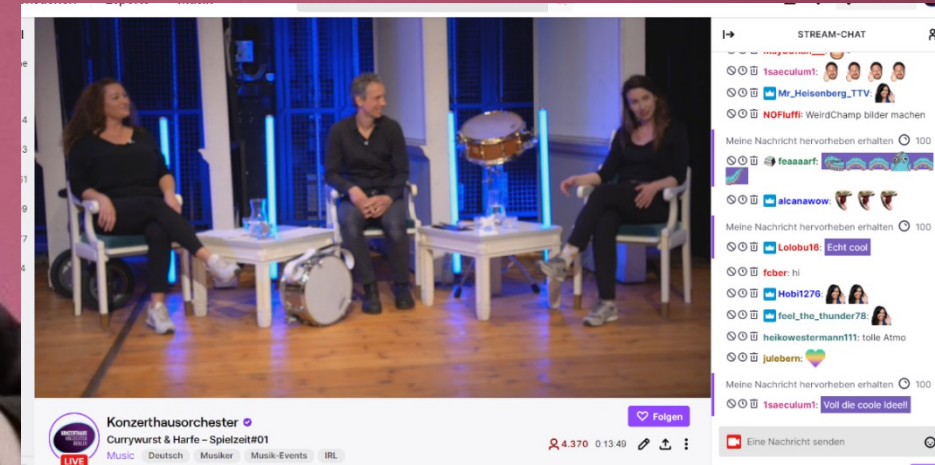 STREAM-CHAT
1saeculum1:
Mr_Heisenberg_TTV:
NOFluffi: WeirdChamp bilder machen
Meine Nachricht hervorheben erhalten 100
feaaaarf:
alcanawow:
Meine Nachricht hervorheben erhalten 100
Lolobu16: Echt cool
fcber: hi
Hobi1276:
feel_the_thunder78:
heikowestermann111: tolle Atmo
julebern:
Meine Nachricht hervorheben erhalten 100
1saeculum1: Voll die coole Idee!!
Eine Nachricht senden
KONZERTHAUS
LIVE
Konzerthausorchester
Currywurst & Harfe – Spielzeit#01
Music Deutsch Musiker Musik-Events IRL
Folgen
4.370 0:13:49